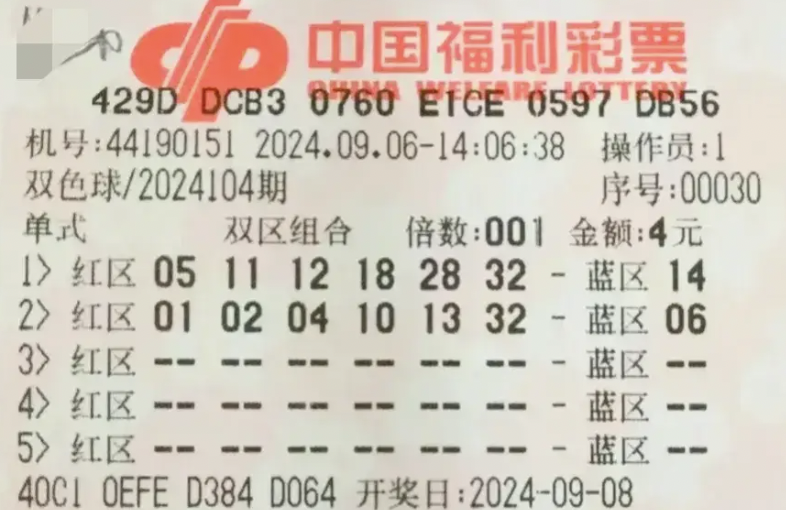 中国福利彩票
CHINA WELFARE LOTTERY
429D DCB3 0760 E1CE 0597 DB56
机号:44190151 2024.09.06-14:06:38 操作员:1
双色球/2024104期 序号:00030
单式 双区组合 倍数:001 金额:4元
1> 红区 05 11 12 18 28 32 - 蓝区 14
2> 红区 01 02 04 10 13 32 - 蓝区 06
3> 红区 -- -- -- -- -- -- - 蓝区 --
4> 红区 -- -- -- -- -- -- - 蓝区 --
5> 红区 -- -- -- -- -- -- - 蓝区 --
40C1 0EFE D384 D064 开奖日:2024-09-08